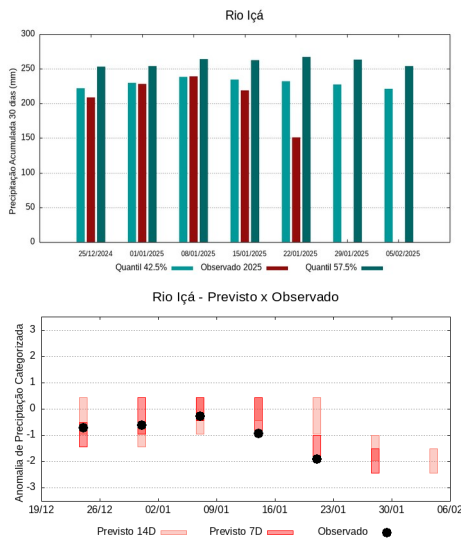 Rio Içá
Precipitação Acumulada 30 dias (mm)
300
250
200
150
100
50
0
25/12/2024 01/01/2025 08/01/2025 15/01/2025 22/01/2025 29/01/2025 05/02/2025
Quantil 42.5% Observado 2025 Quantil 57.5%
Rio Içá - Previsto x Observado
Anomalia de Preciptação Categorizada
3
2
1
0
-1
-2
-3
19/12 26/12 02/01 09/01 16/01 23/01 30/01 06/02
Previsto 14D Previsto 7D Observado